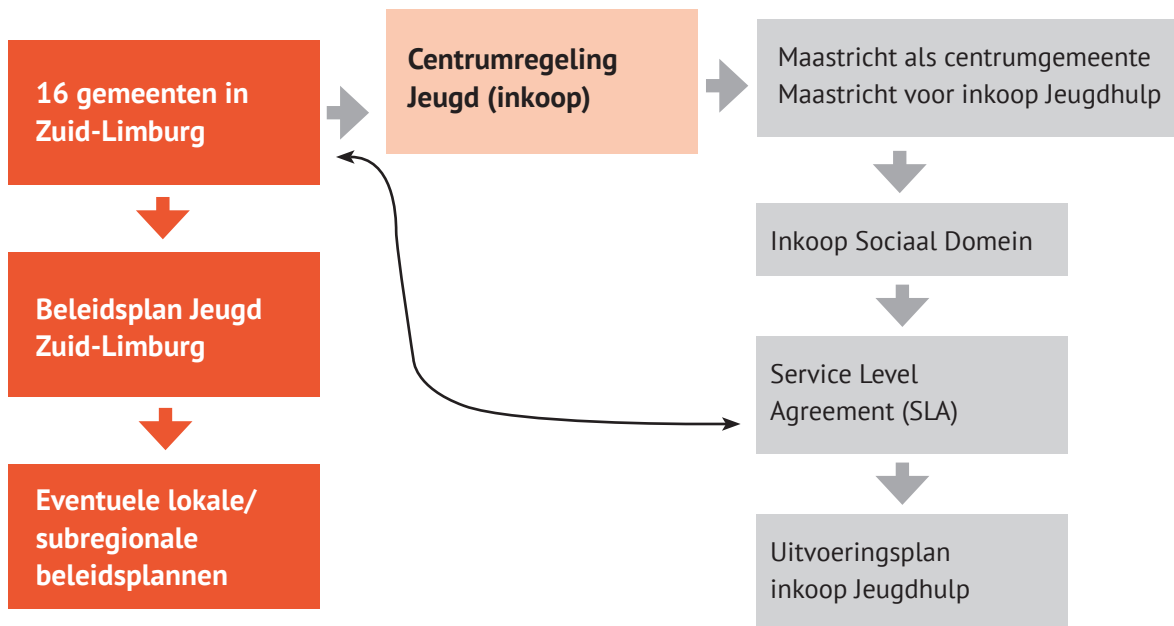 16 gemeenten in
Zuid-Limburg
Centrumregeling
Jeugd (inkoop)
Maastricht als centrumgemeente
Maastricht voor inkoop Jeugdhulp
Beleidsplan Jeugd
Zuid-Limburg
Eventuele lokale/
subregionale
beleidsplannen
Inkoop Sociaal Domein
Service Level
Agreement (SLA)
Uitvoeringsplan
inkoop Jeugdhulp